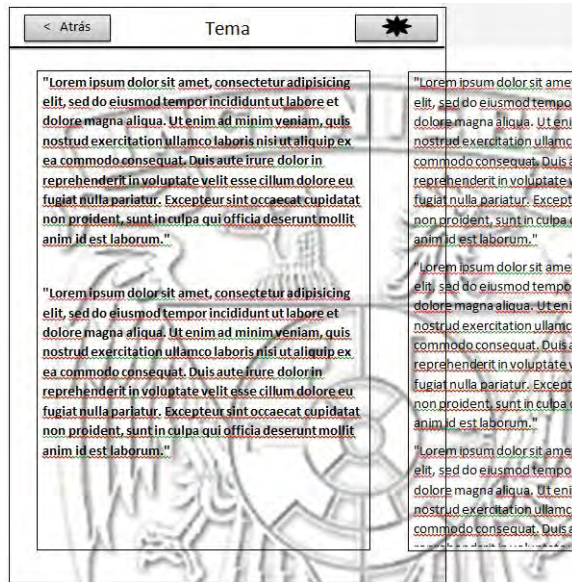 < Atrás
Tema
"Lorem ipsum dolor sit amet, consectetur adipisicing
elit, sed do eiusmod tempor incididunt ut labore et
dolore magna aliqua. Ut enim ad minim veniam, quis
nostrud exercitation ullamco laboris nisi ut aliquip ex
ea commodo consequat. Duis aute irure dolor in
reprehenderit in voluptate velit esse cillum dolore eu
fugiat nulla pariatur. Excepteur sint occaecat cupidatat
non proident, sunt in culpa qui officia deserunt mollit
anim id est laborum."
"Lorem ipsum dolor sit amet, consectetur adipisicing
elit, sed do eiusmod tempor incididunt ut labore et
dolore magna aliqua. Ut enim ad minim veniam, quis
nostrud exercitation ullamco laboris nisi ut aliquip ex
ea commodo consequat. Duis aute irure dolor in
reprehenderit in voluptate velit esse cillum dolore eu
fugiat nulla pariatur. Excepteur sint occaecat cupidatat
non proident, sunt in culpa qui officia deserunt mollit
anim id est laborum."
"Lorem ipsum dolor sit amet
elit, sed do eiusmod tempo
dolore magna aliqua. Ut eni
nostrud exercitation ullamc
commodo consequat. Duis a
reprehenderit in voluptate v
fugiat nulla pariatur. Except
non proident, sunt in culpa
anim id est laborum."
"Lorem ipsum dolor sit amet
elit, sed do eiusmod tempo
dolore magna aliqua. Ut eni
nostrud exercitation ullamc
commodo consequat. Duis a
reprehenderit in voluptate v
fugiat nulla pariatur. Except
non proident, sunt in culpa
anim id est laborum."
"Lorem ipsum dolor sit amet
elit, sed do eiusmod tempo
dolore magna aliqua. Ut eni
nostrud exercitation ullamc
commodo consequat. Duis a